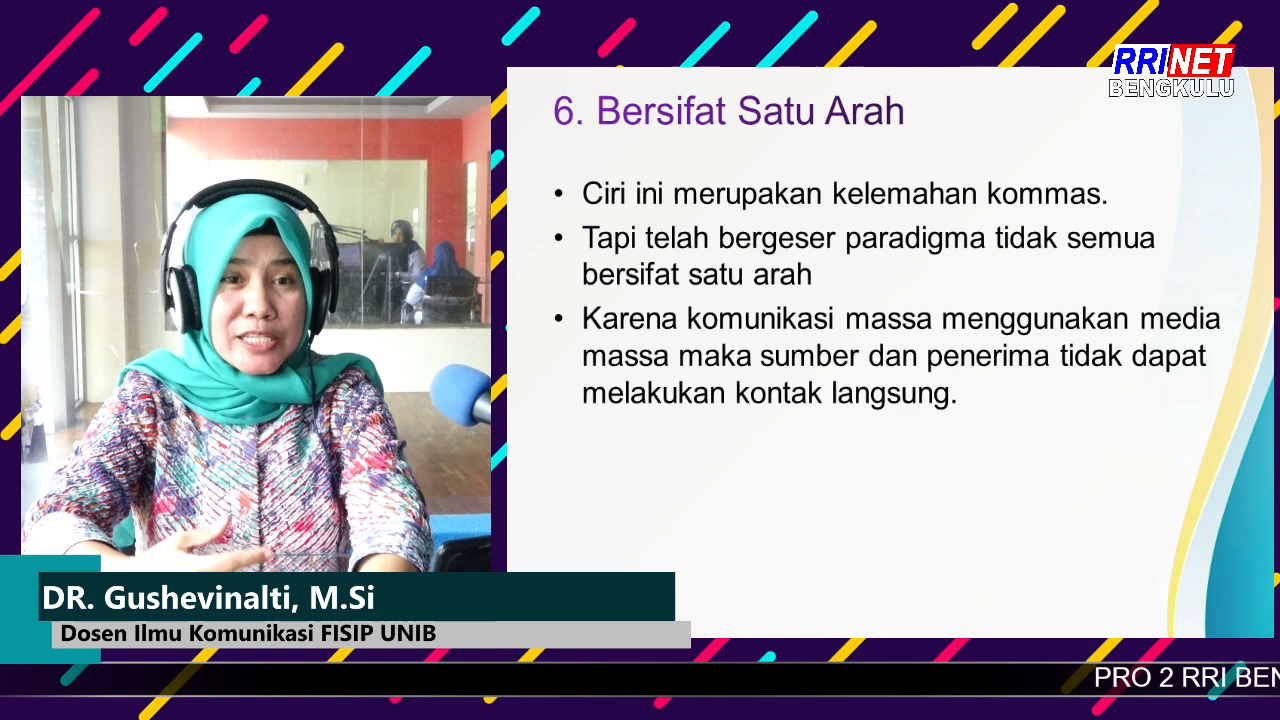 RRI NET
BENGKULU
6. Bersifat Satu Arah
• Ciri ini merupakan kelemahan kommas.
• Tapi telah bergeser paradigma tidak semua
bersifat satu arah
• Karena komunikasi massa menggunakan media
massa maka sumber dan penerima tidak dapat
melakukan kontak langsung.
DR. Gushevinalti, M.Si
Dosen Ilmu Komunikasi FISIP UNIB
PRO 2 RRI BEN